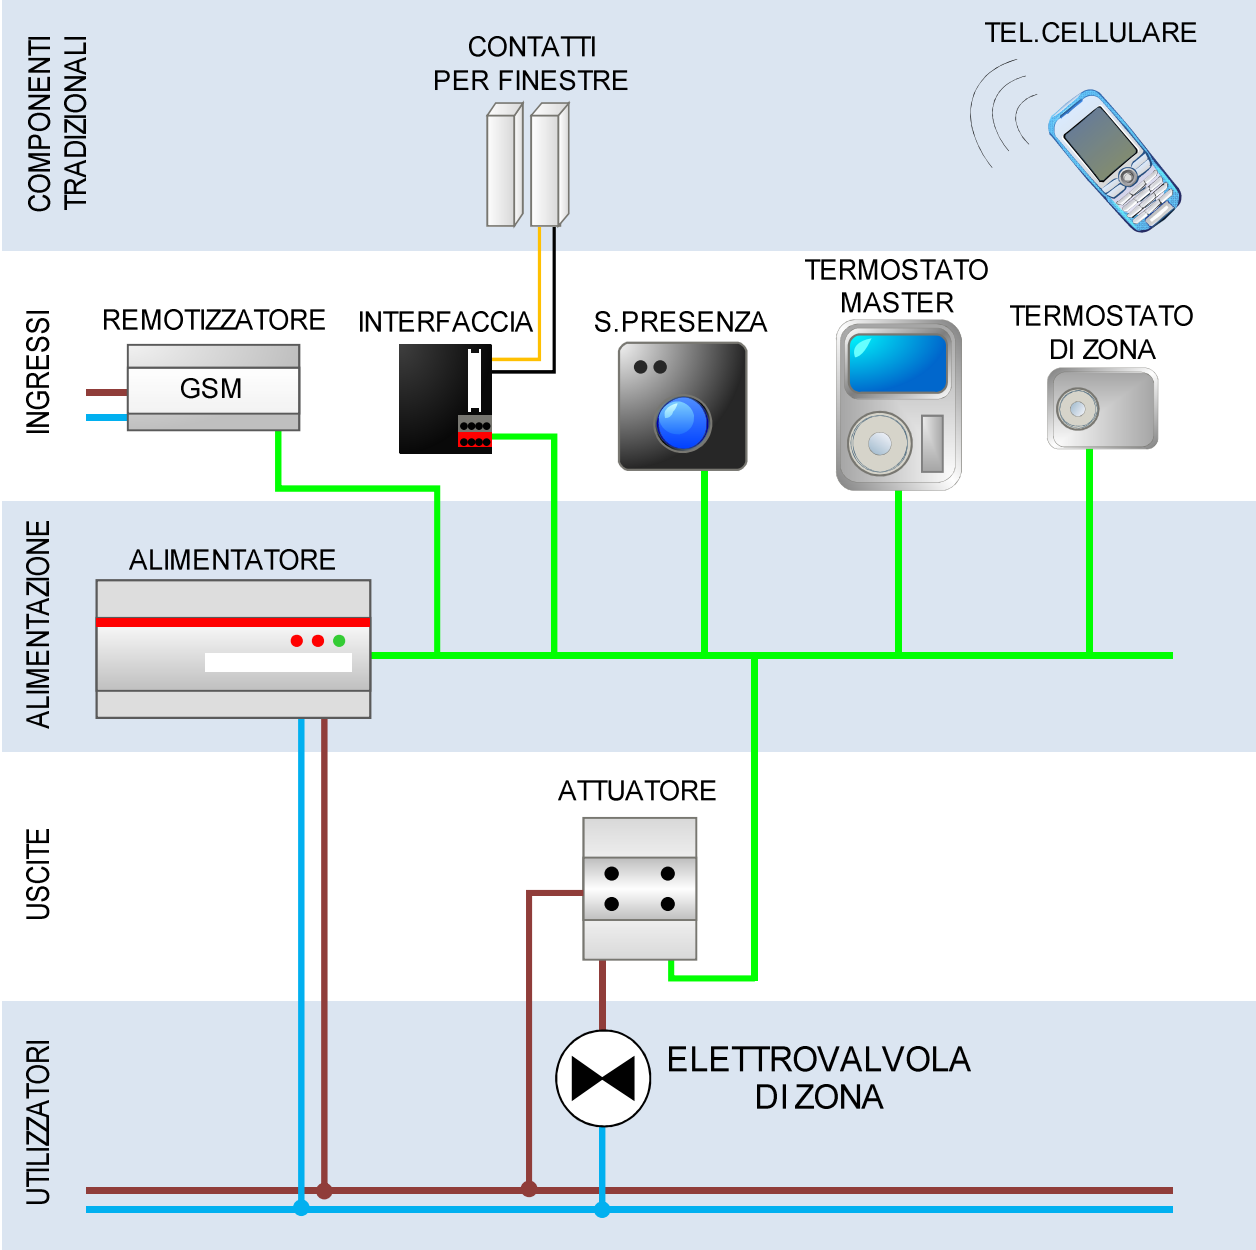 COMPONENTI
TRADIZIONALI
CONTATTI
PER FINESTRE
TEL.CELLULARE
INGRESSI
REMOTIZZATORE
GSM
INTERFACCIA
S.PRESENZA
TERMOSTATO
MASTER
TERMOSTATO
DI ZONA
ALIMENTAZIONE
ALIMENTATORE
USCITE
ATTUATORE
UTILIZZATORI
ELETTROVALVOLA
DI ZONA